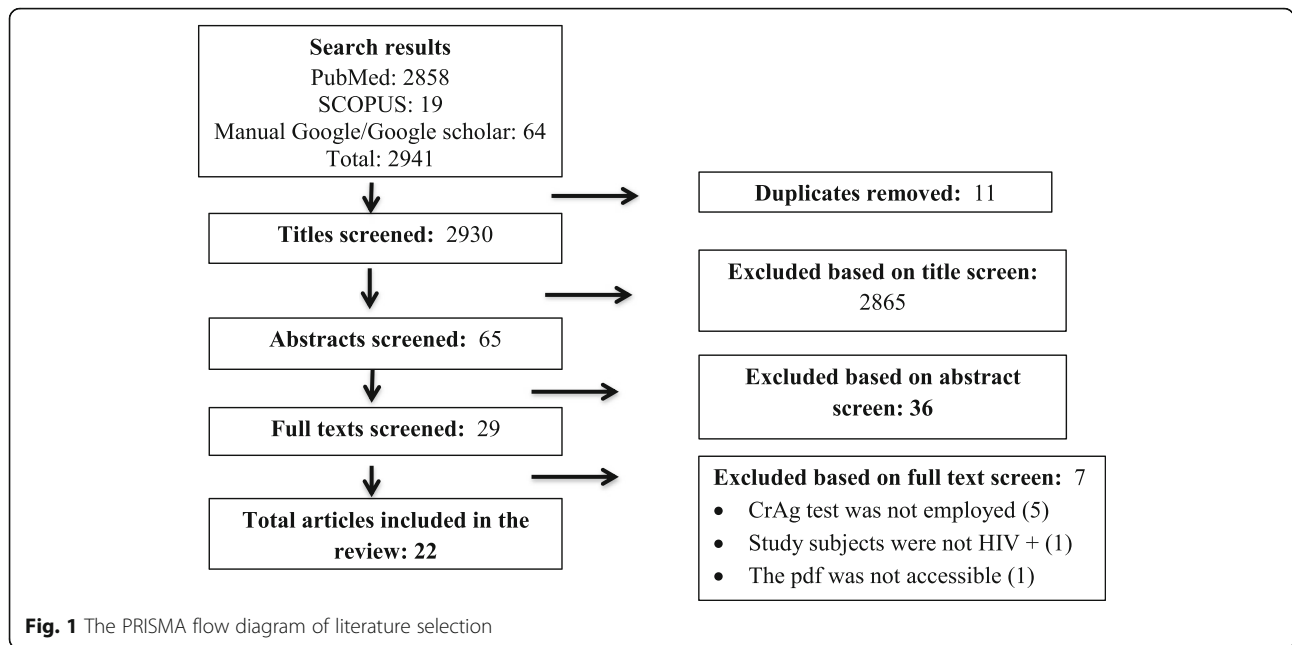 Search results
PubMed: 2858
SCOPUS: 19
Manual Google/Google scholar: 64
Total: 2941
Duplicates removed: 11
Titles screened: 2930
Excluded based on title screen:
2865
Abstracts screened: 65
Excluded based on abstract
screen: 36
Full texts screened: 29
Excluded based on full text screen: 7
• CrAg test was not employed (5)
• Study subjects were not HIV + (1)
• The pdf was not accessible (1)
Total articles included in the
review: 22
Fig. 1 The PRISMA flow diagram of literature selection